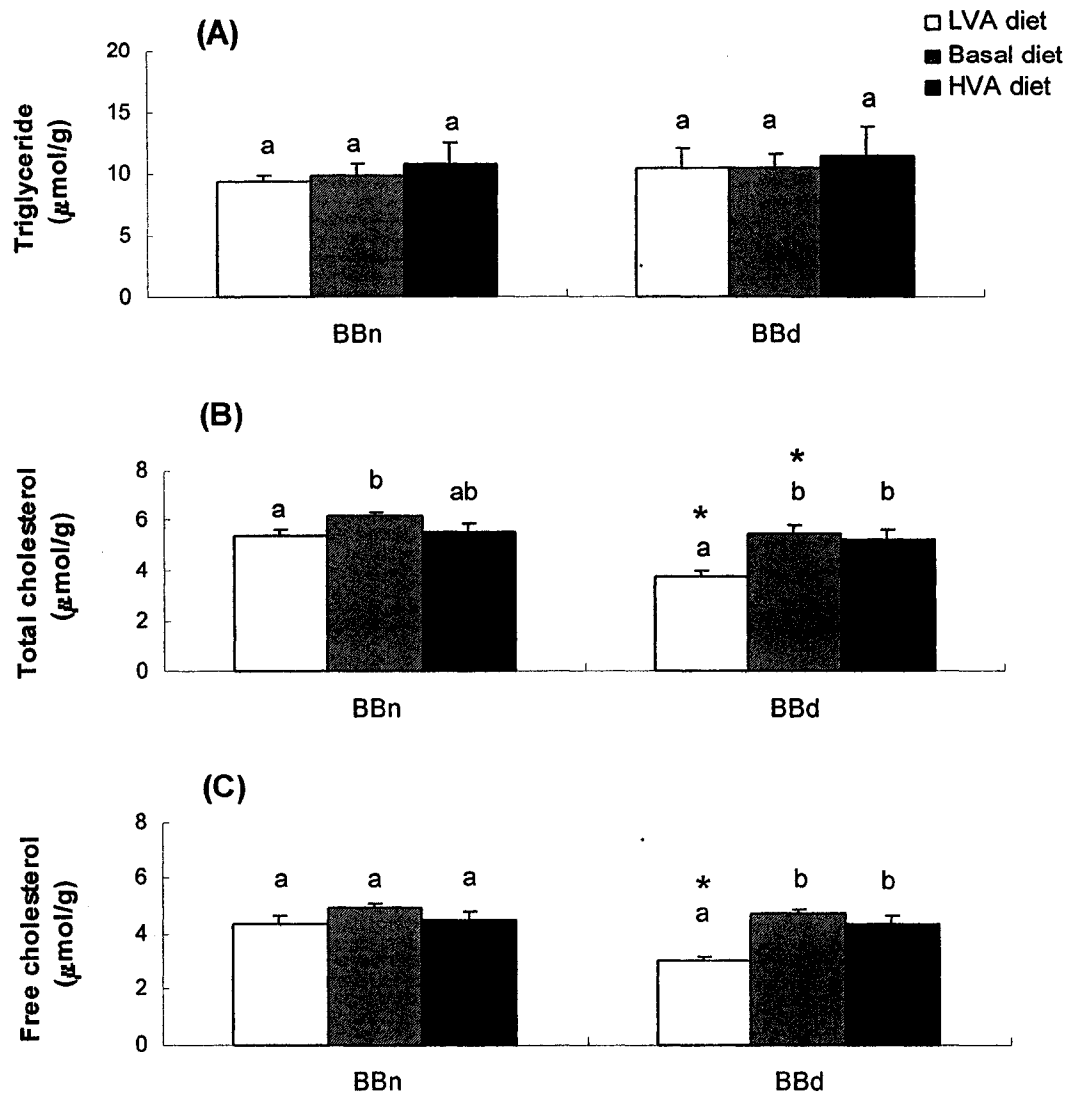 (A)
LVA diet
Basal diet
HVA diet
Triglyceride
(μmol/g)
20
15
10
5
0
a
a
a
a
a
a
BBn
BBd
(B)
Total cholesterol
(μmol/g)
8
6
4
2
0
a
b
ab
*
a
*
b
b
BBn
BBd
(C)
Free cholesterol
(μmol/g)
8
6
4
2
0
a
a
a
*
a
b
b
BBn
BBd